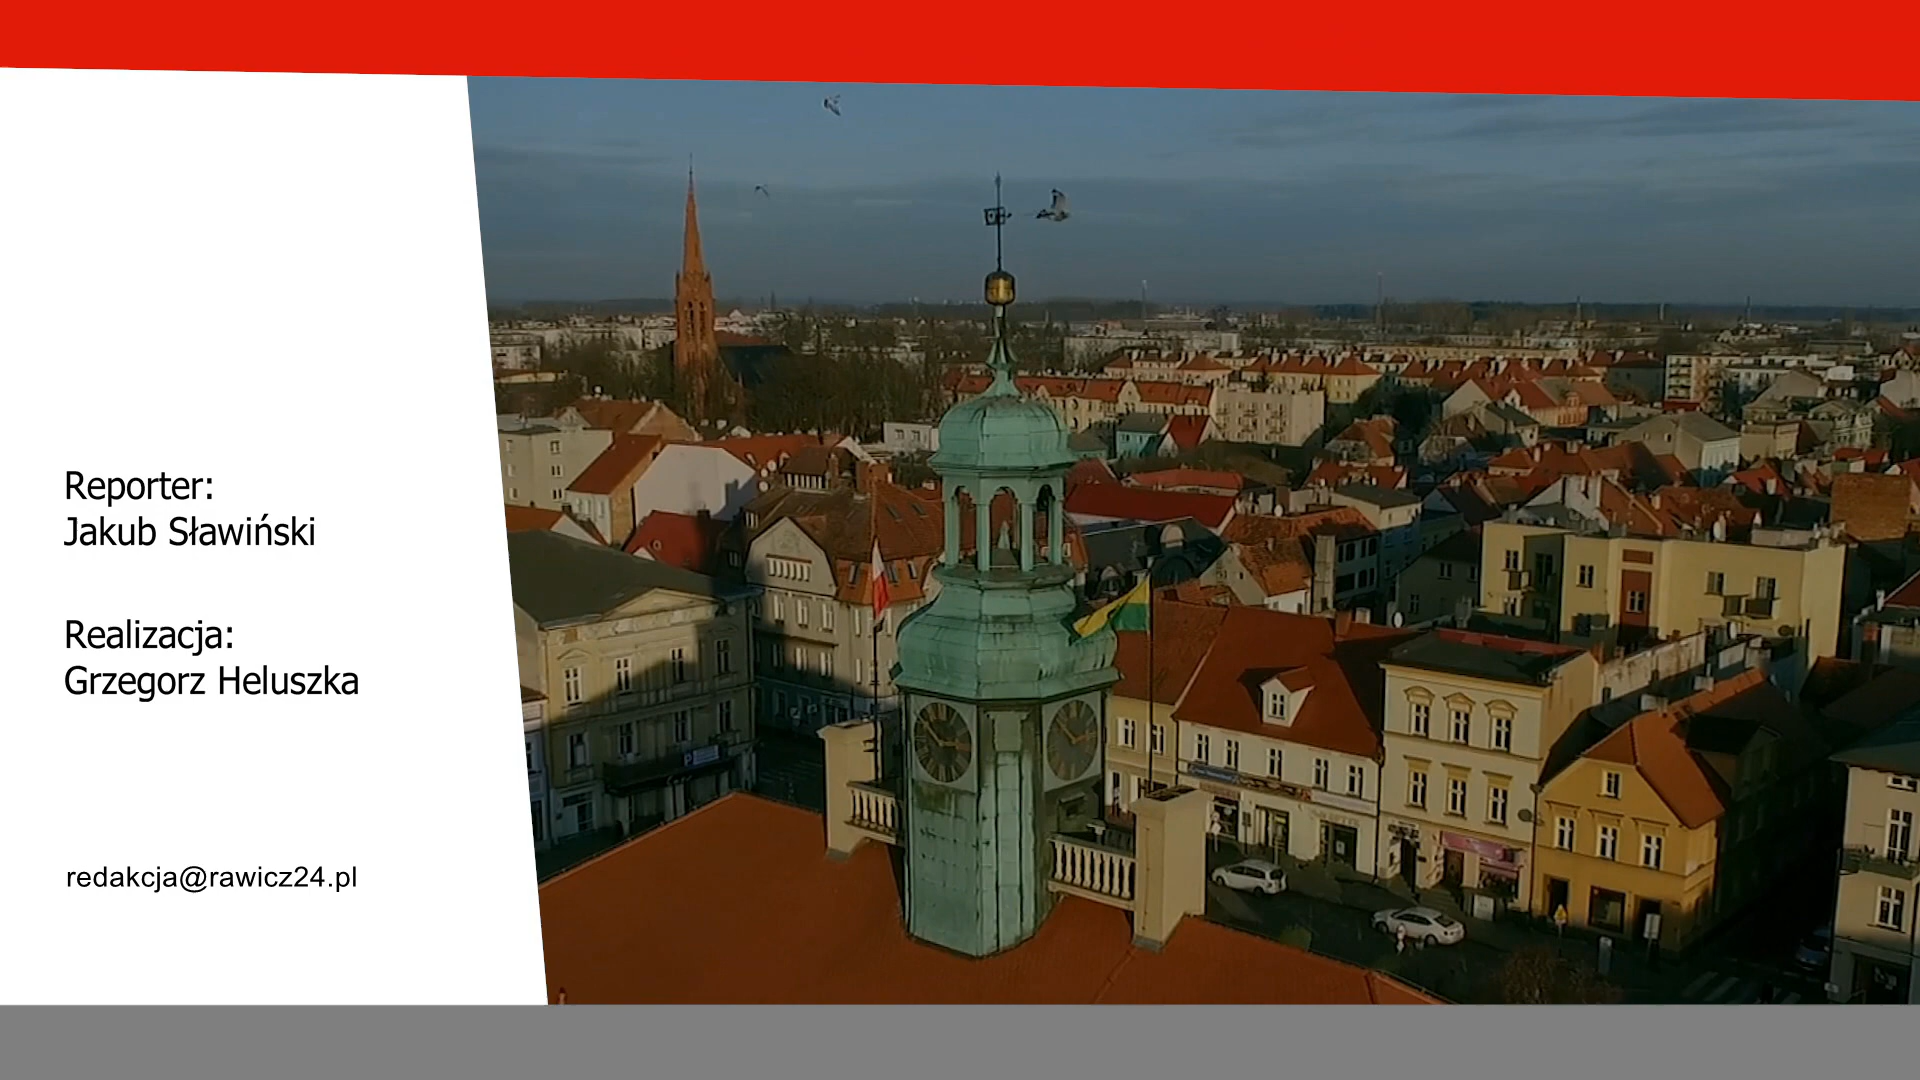 Reporter:
Jakub Sławiński
Realizacja:
Grzegorz Heluszka
redakcja@rawicz24.pl